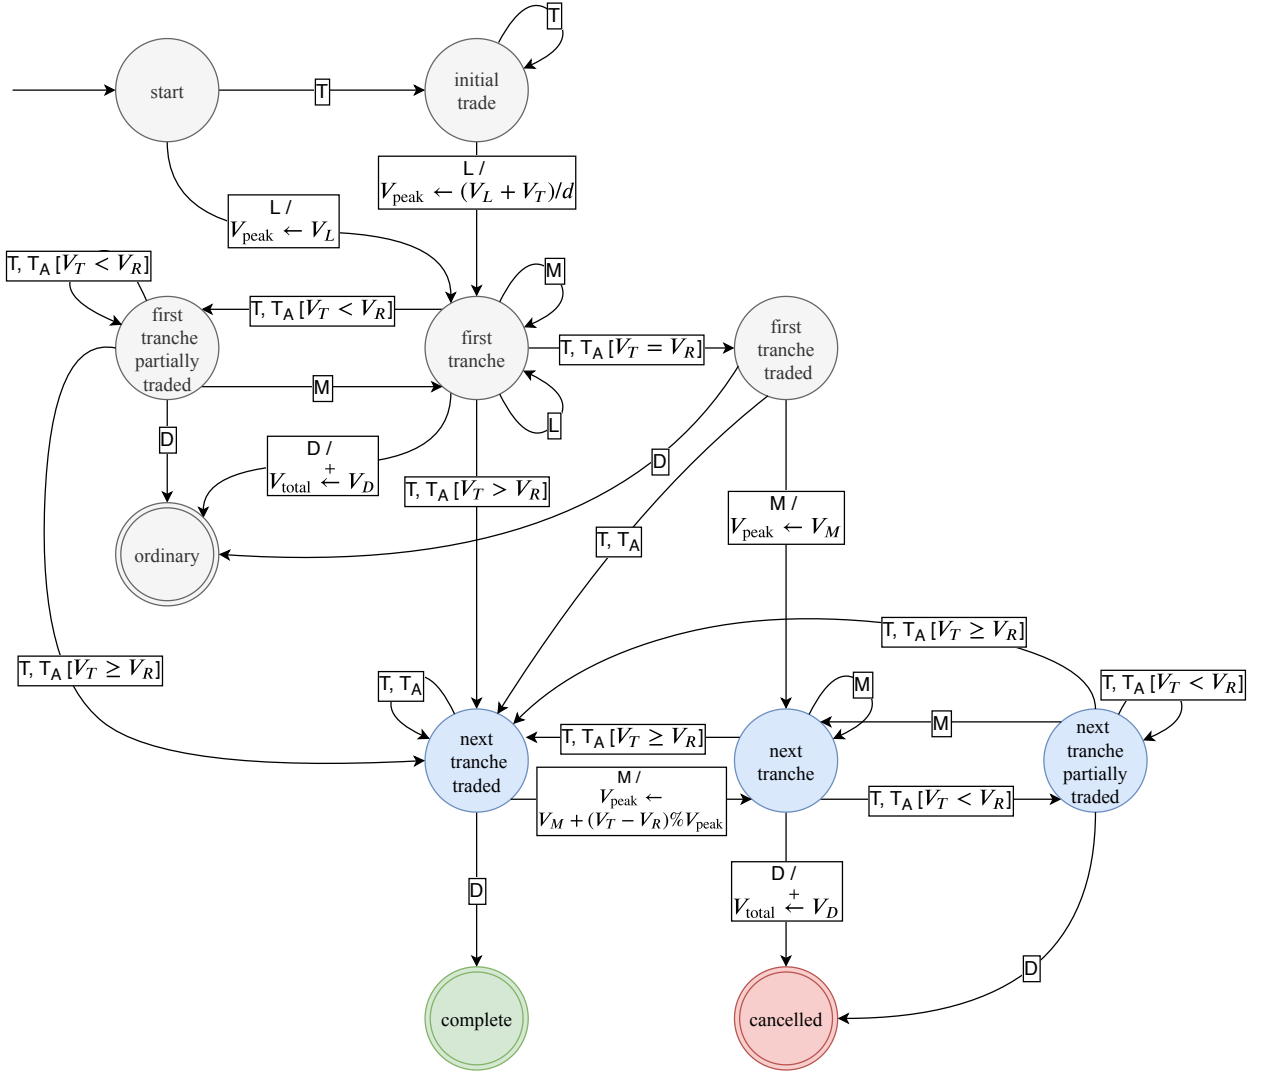 T
start
T
initial
trade
L /
V_peak ← (V_L + V_T)/d
L /
V_peak ← V_L
T, T_A [V_T < V_R]
M
first
tranche
partially
traded
T, T_A [V_T < V_R]
first
tranche
T, T_A [V_T = V_R]
first
tranche
traded
M
L
D
D /
V_total +← V_D
D
T, T_A [V_T > V_R]
M /
V_peak ← V_M
T, T_A
ordinary
T, T_A [V_T ≥ V_R]
T, T_A [V_T ≥ V_R]
T, T_A
M
T, T_A [V_T < V_R]
next
tranche
traded
T, T_A [V_T ≥ V_R]
next
tranche
M
next
tranche
partially
traded
M /
V_peak ←
V_M + (V_T − V_R)%V_peak
T, T_A [V_T < V_R]
D
D /
V_total +← V_D
D
complete
cancelled